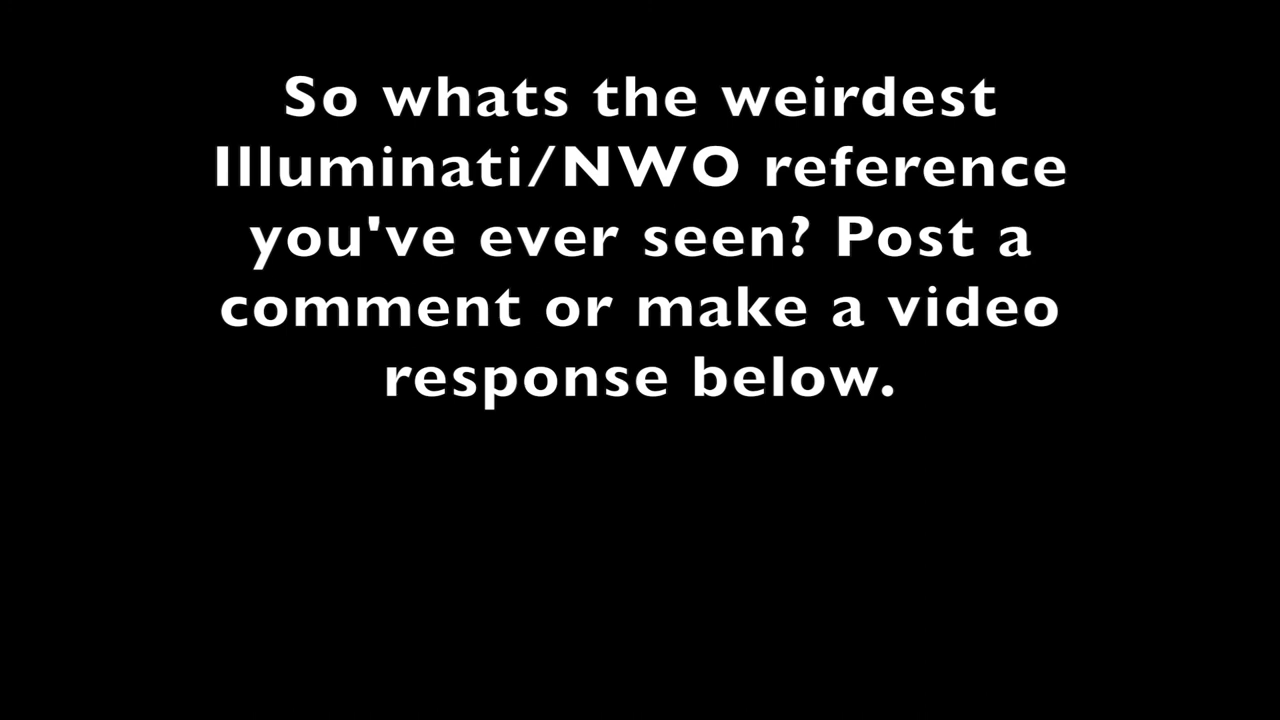 So whats the weirdest
Illuminati/NWO reference
you've ever seen? Post a
comment or make a video
response below.